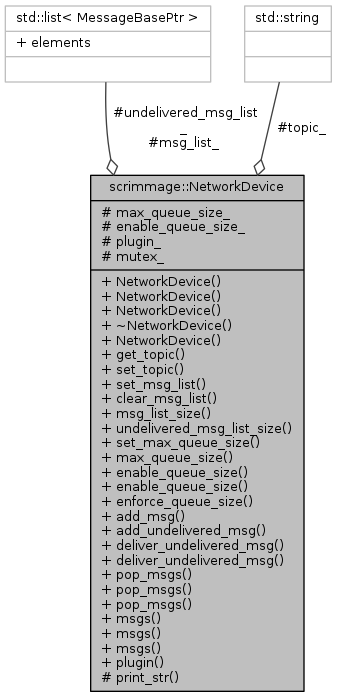 std::list< MessageBasePtr >
+ elements
std::string
#undelivered_msg_list
_
#msg_list_
#topic_
scrimmage::NetworkDevice
# max_queue_size_
# enable_queue_size_
# plugin_
# mutex_
+ NetworkDevice()
+ NetworkDevice()
+ NetworkDevice()
+ ~NetworkDevice()
+ NetworkDevice()
+ get_topic()
+ set_topic()
+ set_msg_list()
+ clear_msg_list()
+ msg_list_size()
+ undelivered_msg_list_size()
+ set_max_queue_size()
+ max_queue_size()
+ enable_queue_size()
+ enable_queue_size()
+ enforce_queue_size()
+ add_msg()
+ add_undelivered_msg()
+ deliver_undelivered_msg()
+ deliver_undelivered_msg()
+ pop_msgs()
+ pop_msgs()
+ pop_msgs()
+ msgs()
+ msgs()
+ msgs()
+ plugin()
# print_str()